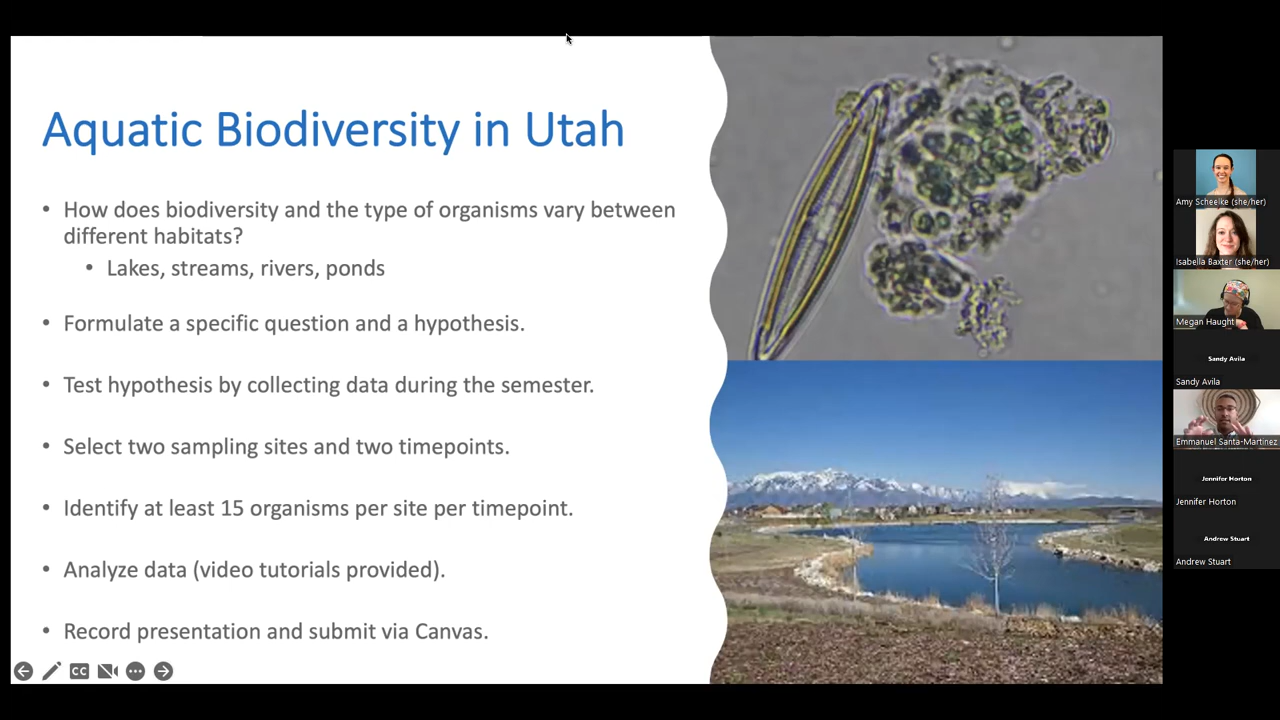 Aquatic Biodiversity in Utah
• How does biodiversity and the type of organisms vary between
different habitats?
• Lakes, streams, rivers, ponds
• Formulate a specific question and a hypothesis.
• Test hypothesis by collecting data during the semester.
• Select two sampling sites and two timepoints.
• Identify at least 15 organisms per site per timepoint.
• Analyze data (video tutorials provided).
• Record presentation and submit via Canvas.
CC
Amy Scheelke (she/her)
Isabella Baxter (she/her)
Megan Haught
Sandy Avila
Sandy Avila
Emmanuel Santa-Martinez
Jennifer Horton
Jennifer Horton
Andrew Stuart
Andrew Stuart